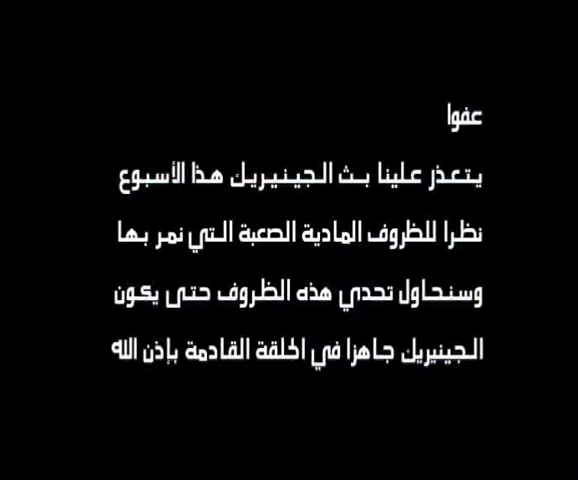 عفوا
يتعذر علينا بث الجينيريك هذا الأسبوع
نظرا للظروف المادية الصعبة التي نمر بها
وسنحاول تحدي هذه الظروف حتى يكون
الجينيريك جاهزا في الحلقة القادمة بإذن الله